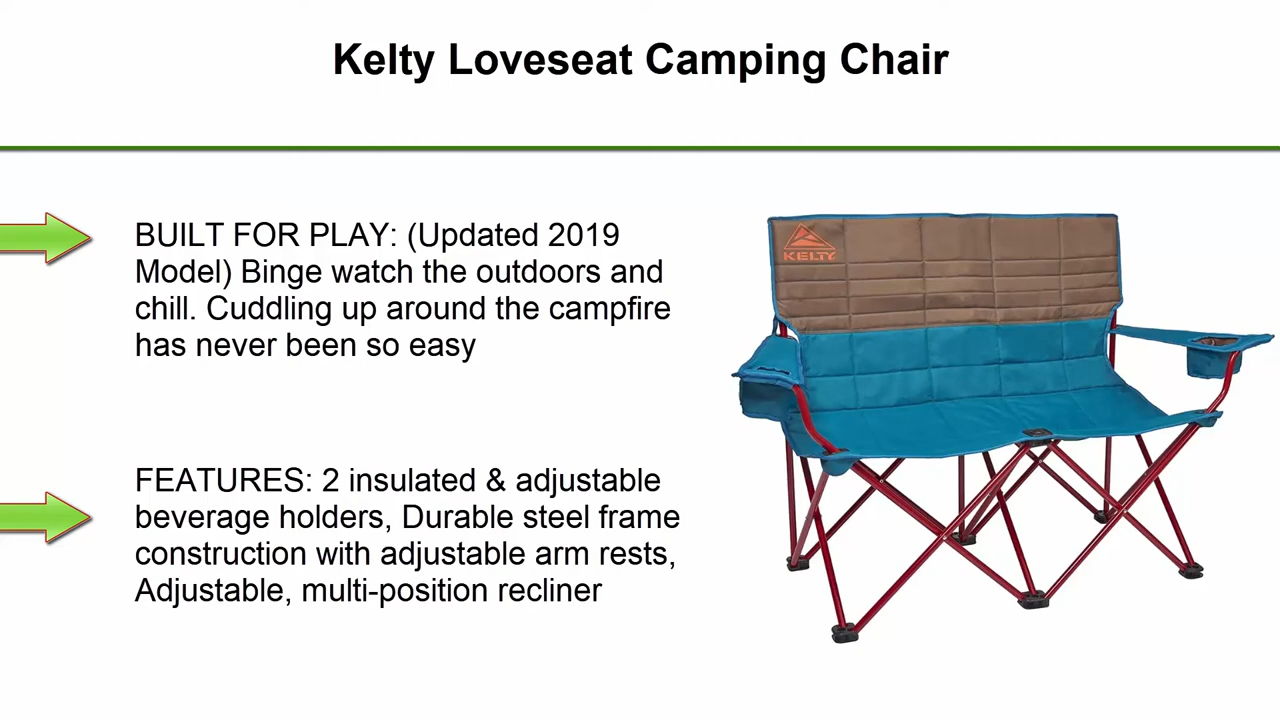 Kelty Loveseat Camping Chair
BUILT FOR PLAY: (Updated 2019
Model) Binge watch the outdoors and
chill. Cuddling up around the campfire
has never been so easy
FEATURES: 2 insulated & adjustable
beverage holders, Durable steel frame
construction with adjustable arm rests,
Adjustable, multi-position recliner
KELTY